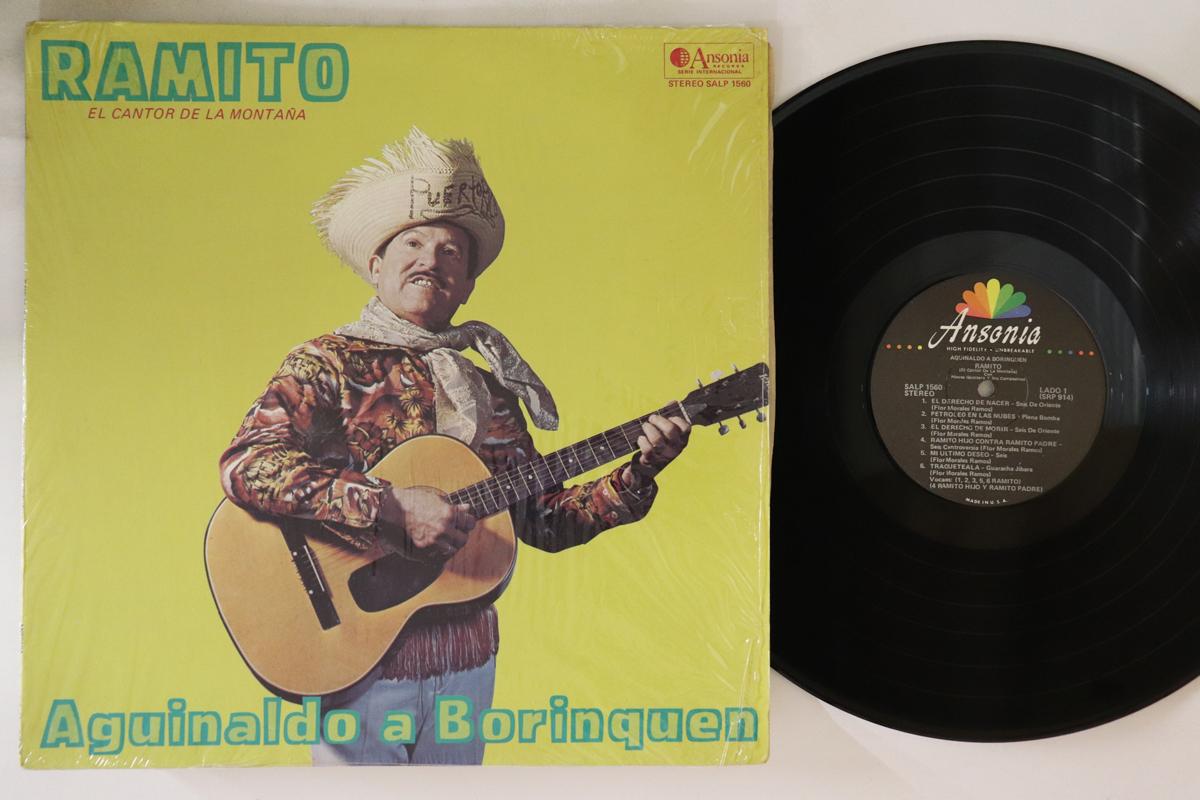 RAMITO
EL CANTOR DE LA MONTAÑA
Ansonia
RECORDS
SERIE INTERNACIONAL
STEREO SALP 1560
PUERTO
Aguinaldo a Borinquen
Ansonia
HIGH FIDELITY • UNBREAKABLE
AGUINALDO A BORINQUEN
RAMITO
(El Cantor De La Montaña)
Con
SALP 1560
STEREO
LADO 1
(SRP 914)
1. EL DERECHO DE NACER - Seis De Oriente
(Flor Morales Ramos)
2. PETROLEO EN LAS NUBES - Plena Bomba
(Flor Morales Ramos)
3. EL DERECHO DE MORIR - Seis De Oriente
(Flor Morales Ramos)
4. RAMITO HIJO CONTRA RAMITO PADRE -
Seis Controversia (Flor Morales Ramos)
5. MI ULTIMO DESEO - Seis
(Flor Morales Ramos)
6. TRAQUETEALA - Guaracha Jibara
(Flor Morales Ramos)
Vocals: (1, 2, 3, 5, 6 RAMITO)
(4 RAMITO HIJO Y RAMITO PADRE)
MADE IN U.S.A.